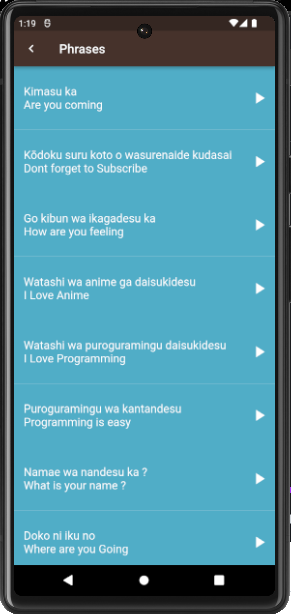 1:19
Phrases
Kimasu ka
Are you coming
Kōdoku suru koto o wasurenaide kudasai
Dont forget to Subscribe
Go kibun wa ikagadesu ka
How are you feeling
Watashi wa anime ga daisukidesu
I Love Anime
Watashi wa puroguramingu daisukidesu
I Love Programming
Puroguramingu wa kantandesu
Programming is easy
Namae wa nandesu ka ?
What is your name ?
Doko ni iku no
Where are you Going